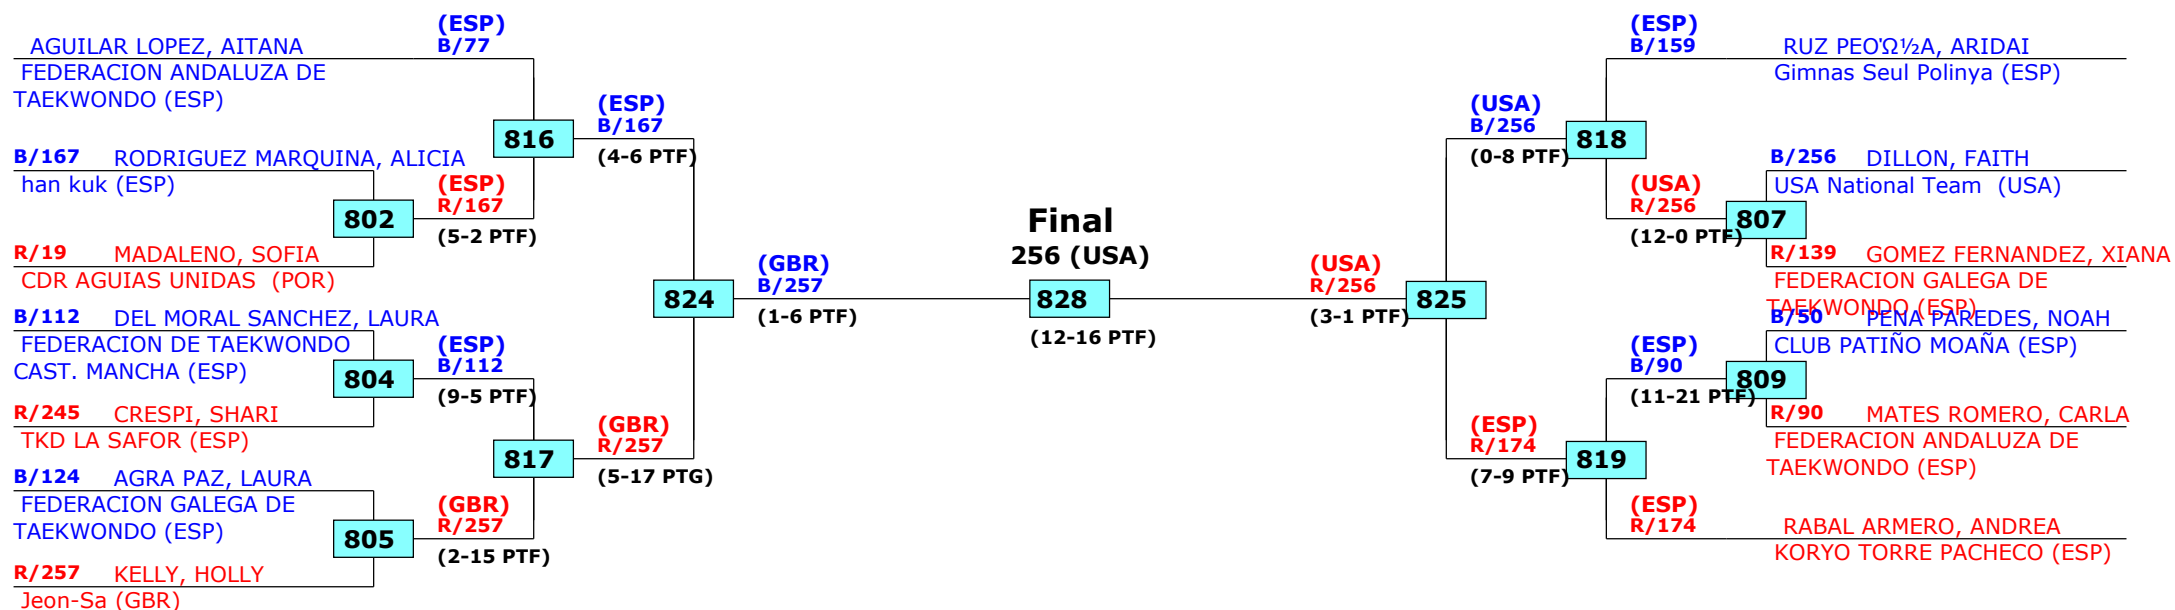 (ESP)
B/77
AGUILAR LOPEZ, AITANA
FEDERACION ANDALUZA DE
TAEKWONDO (ESP)
816
(ESP)
B/167
(4-6 PTF)
B/167 RODRIGUEZ MARQUINA, ALICIA
han kuk (ESP)
802
(ESP)
R/167
(5-2 PTF)
R/19 MADALENO, SOFIA
CDR AGUIAS UNIDAS (POR)
824
(GBR)
B/257
(1-6 PTF)
B/112 DEL MORAL SANCHEZ, LAURA
FEDERACION DE TAEKWONDO
CAST. MANCHA (ESP)
804
(ESP)
B/112
(9-5 PTF)
R/245 CRESPI, SHARI
TKD LA SAFOR (ESP)
817
(GBR)
R/257
(5-17 PTG)
B/124 AGRA PAZ, LAURA
FEDERACION GALEGA DE
TAEKWONDO (ESP)
805
(GBR)
R/257
(2-15 PTF)
R/257 KELLY, HOLLY
Jeon-Sa (GBR)
Final
256 (USA)
828
(12-16 PTF)
(USA)
R/256
(3-1 PTF)
825
(USA)
B/256
(0-8 PTF)
818
(ESP)
B/159
RUZ PEO'Ω½A, ARIDAI
Gimnas Seul Polinya (ESP)
(USA)
R/256
(12-0 PTF)
807
B/256 DILLON, FAITH
USA National Team (USA)
R/139 GOMEZ FERNANDEZ, XIANA
FEDERACION GALEGA DE
TAEKWONDO (ESP)
(ESP)
R/174
(7-9 PTF)
819
(ESP)
B/90
(11-21 PTF)
809
B/50 PENA PAREDES, NOAH
CLUB PATIÑO MOAÑA (ESP)
R/90 MATES ROMERO, CARLA
FEDERACION ANDALUZA DE
TAEKWONDO (ESP)
(ESP)
R/174
RABAL ARMERO, ANDREA
KORYO TORRE PACHECO (ESP)